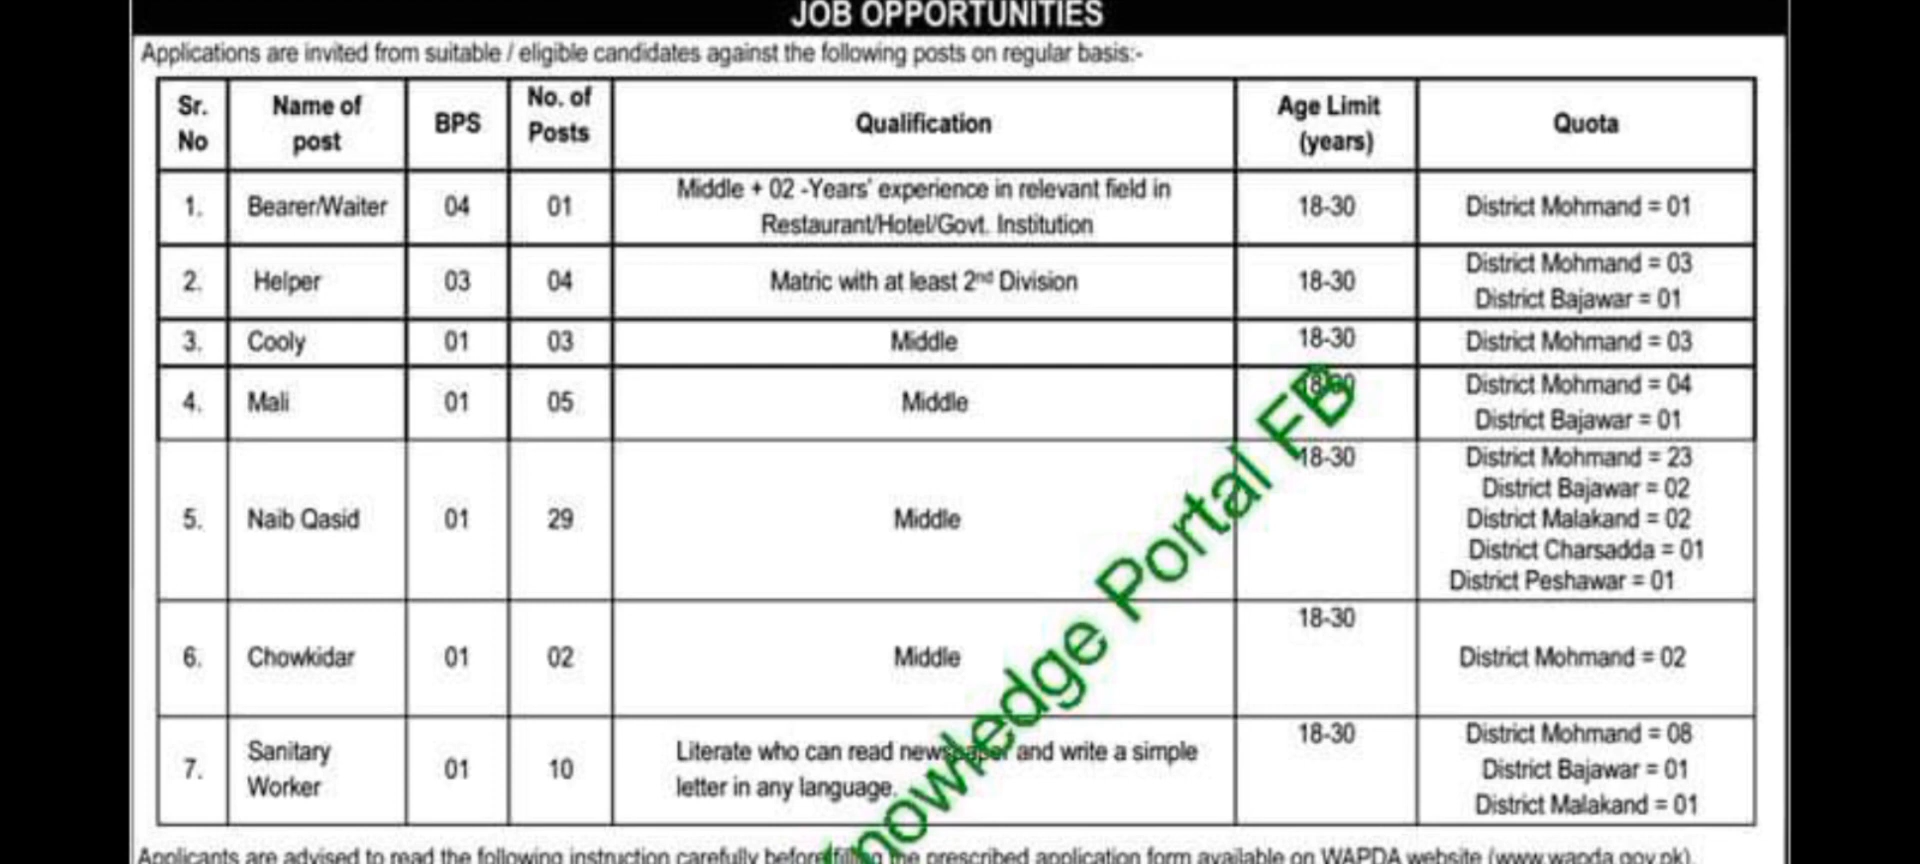 JOB OPPORTUNITIES
Applications are invited from suitable / eligible candidates against the following posts on regular basis:-
Sr. No Name of post BPS No. of Posts Qualification Age Limit (years) Quota
1. Bearer/Waiter 04 01 Middle + 02 -Years' experience in relevant field in Restaurant/Hotel/Govt. Institution 18-30 District Mohmand = 01
2. Helper 03 04 Matric with at least 2nd Division 18-30 District Mohmand = 03
District Bajawar = 01
3. Cooly 01 03 Middle 18-30 District Mohmand = 03
4. Mali 01 05 Middle 18-30 District Mohmand = 04
District Bajawar = 01
5. Naib Qasid 01 29 Middle 18-30 District Mohmand = 23
District Bajawar = 02
District Malakand = 02
District Charsadda = 01
District Peshawar = 01
6. Chowkidar 01 02 Middle 18-30 District Mohmand = 02
7. Sanitary Worker 01 10 Literate who can read newspaper and write a simple letter in any language. 18-30 District Mohmand = 08
District Bajawar = 01
District Malakand = 01
Applicants are advised to read the following instruction carefully before filling the prescribed application form available on WAPDA website (www.wapda.gov.pk).
Portal FB